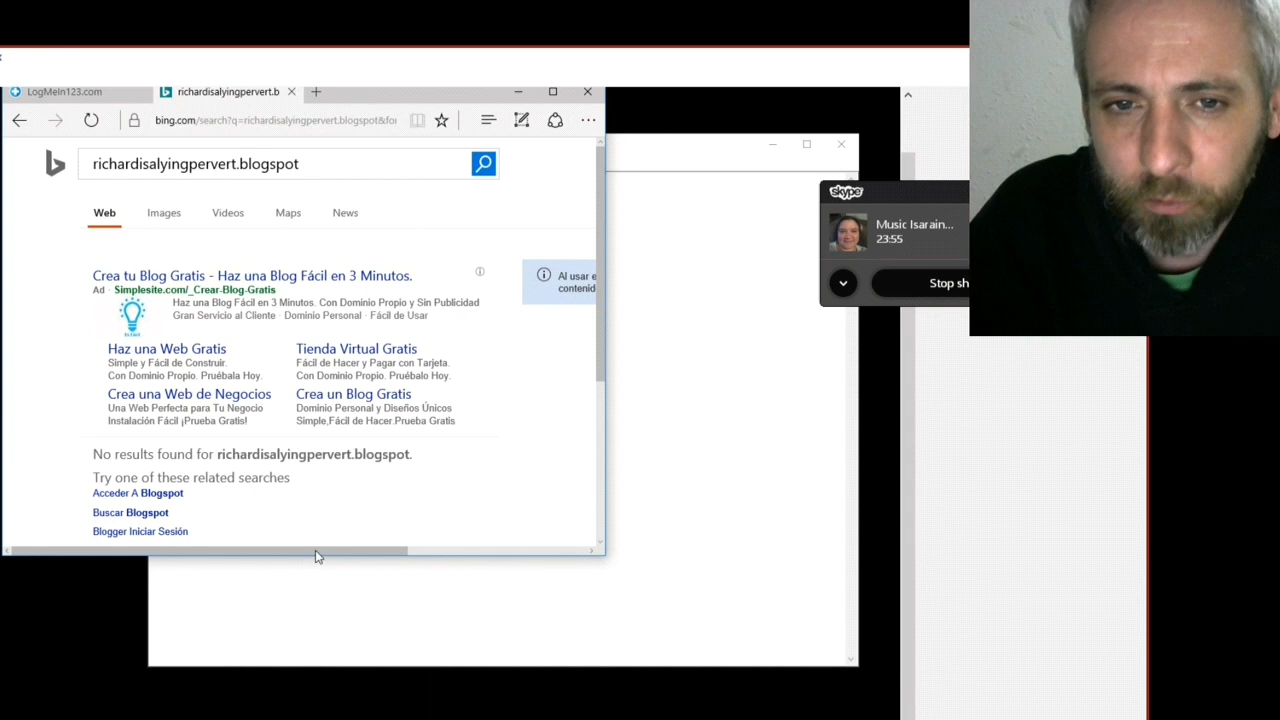 LogMeIn123.com
richardisalyingpervert.b
bing.com/search?q=richardisalyingpervert.blogspot&for
richardisalyingpervert.blogspot
Web Images Videos Maps News
Crea tu Blog Gratis - Haz una Blog Fácil en 3 Minutos.
Ad · Simplesite.com/_Crear-Blog-Gratis
Haz una Blog Fácil en 3 Minutos. Con Dominio Propio y Sin Publicidad
Gran Servicio al Cliente · Dominio Personal · Fácil de Usar
Haz una Web Gratis
Simple y Fácil de Construir.
Con Dominio Propio. Pruébala Hoy.
Tienda Virtual Gratis
Fácil de Hacer y Pagar con Tarjeta.
Con Dominio Propio. Pruébalo Hoy.
Crea una Web de Negocios
Una Web Perfecta para Tu Negocio
Instalación Fácil ¡Prueba Gratis!
Crea un Blog Gratis
Dominio Personal y Diseños Únicos
Simple,Fácil de Hacer.Prueba Gratis
Al usar e
contenid
No results found for richardisalyingpervert.blogspot.
Try one of these related searches
Acceder A Blogspot
Buscar Blogspot
Blogger Iniciar Sesión
skype
Music Isarain...
23:55
Stop sh